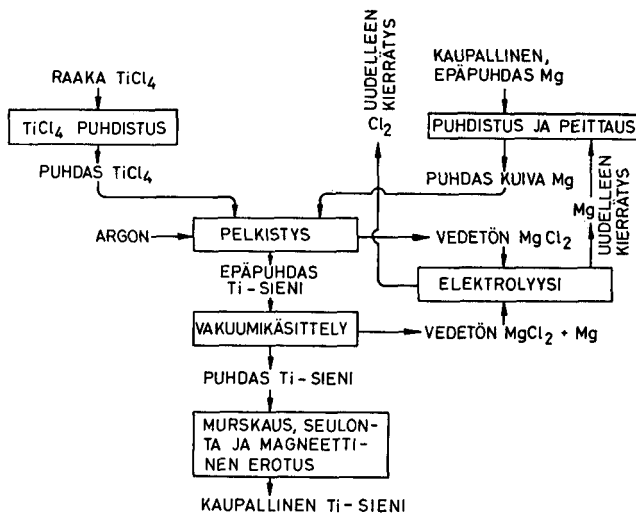 RAAKA TiCl4
TiCl4 PUHDISTUS
PUHDAS TiCl4
UUDELLEEN
KIERRÄTYS
Cl2
KAUPALLINEN,
EPÄPUHDAS Mg
PUHDISTUS JA PEITTAUS
PUHDAS KUIVA Mg
Mg
UUDELLEEN
KIERRÄTYS
ARGON
PELKISTYS
VEDETÖN MgCl2
EPÄPUHDAS
Ti-SIENI
ELEKTROLYYSI
VAKUUMIKÄSITTELY
VEDETÖN MgCl2 + Mg
PUHDAS Ti-SIENI
MURSKAUS, SEULON-
TA JA MAGNEETTI-
NEN EROTUS
KAUPALLINEN Ti-SIENI